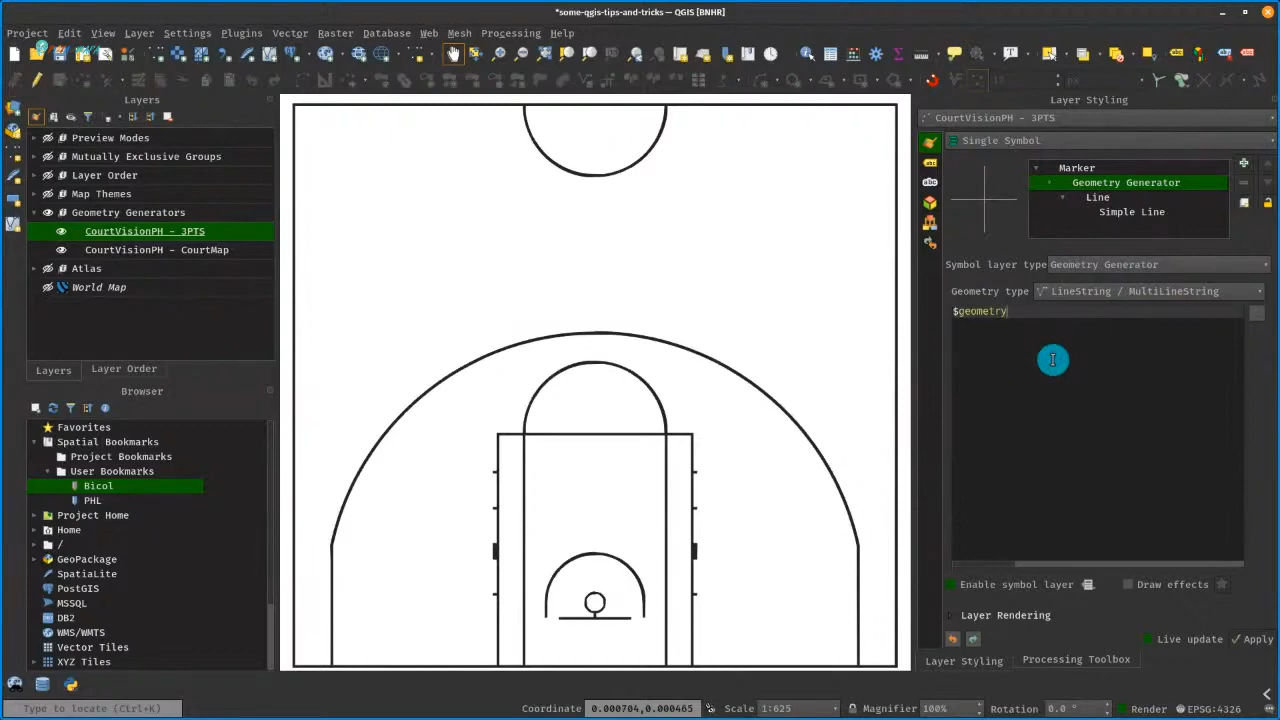 *some-qgis-tips-and-tricks — QGIS [BNHR]
Project Edit View Layer Settings Plugins Vectpr Raster Database Web Mesh Processing Help
Layers
Preview Modes
Mutually Exclusive Groups
Layer Order
Map Themes
Geometry Generators
CourtVisionPH — 3PTS
CourtVisionPH — CourtMap
Atlas
World Map
Layers Layer Order
Browser
Favorites
Spatial Bookmarks
Project Bookmarks
User Bookmarks
Bicol
PHL
Project Home
Home
/
GeoPackage
SpatiaLite
PostGIS
MSSQL
DB2
WMS/WMTS
Vector Tiles
XYZ Tiles
Layer Styling
CourtVisionPH — 3PTS
Single Symbol
Marker
Geometry Generator
Line
Simple Line
Symbol layer type Geometry Generator
Geometry type LineString / MultiLineString
$geometry
Enable symbol layer Draw effects
Layer Rendering
Live update Apply
Layer Styling Processing Toolbox
Type to locate (Ctrl+K) Coordinate 0.000704,0.000465 Scale 1:625 Magnifier 100% Rotation 0.0 ° Render EPSG:4326